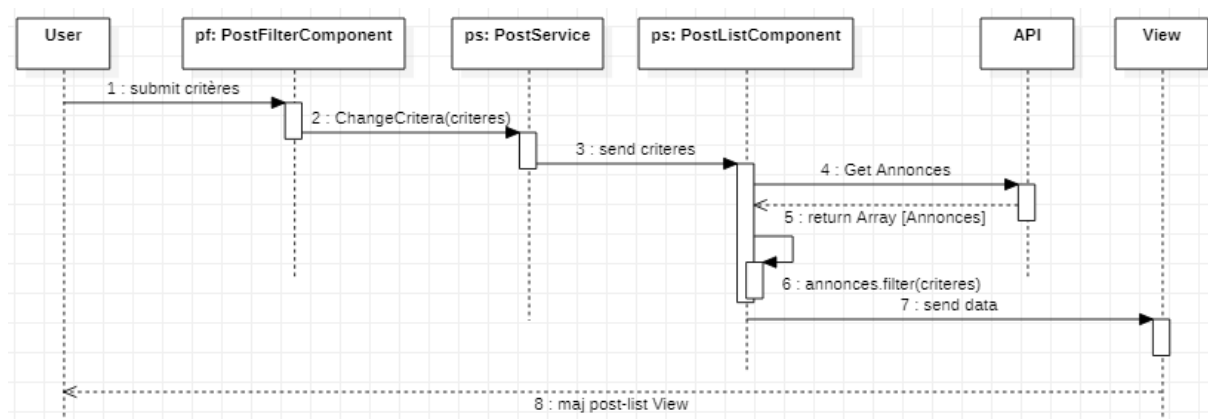 User
pf: PostFilterComponent
ps: PostService
ps: PostListComponent
API
View
1 : submit critères
2 : ChangeCritera(criteres)
3 : send criteres
4 : Get Annonces
5 : return Array [Annonces]
6 : annonces.filter(criteres)
7 : send data
8 : maj post-list View